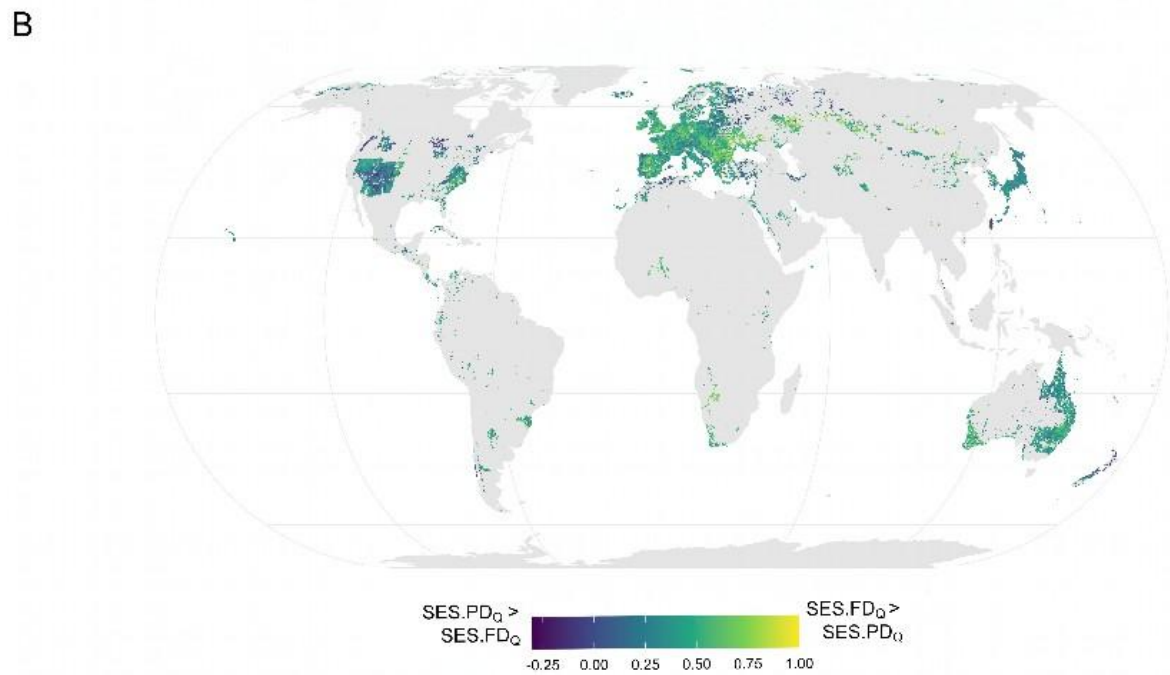 B
SES.PDQ >
SES.FDQ
SES.FDQ >
SES.PDQ
-0.25 0.00 0.25 0.50 0.75 1.00